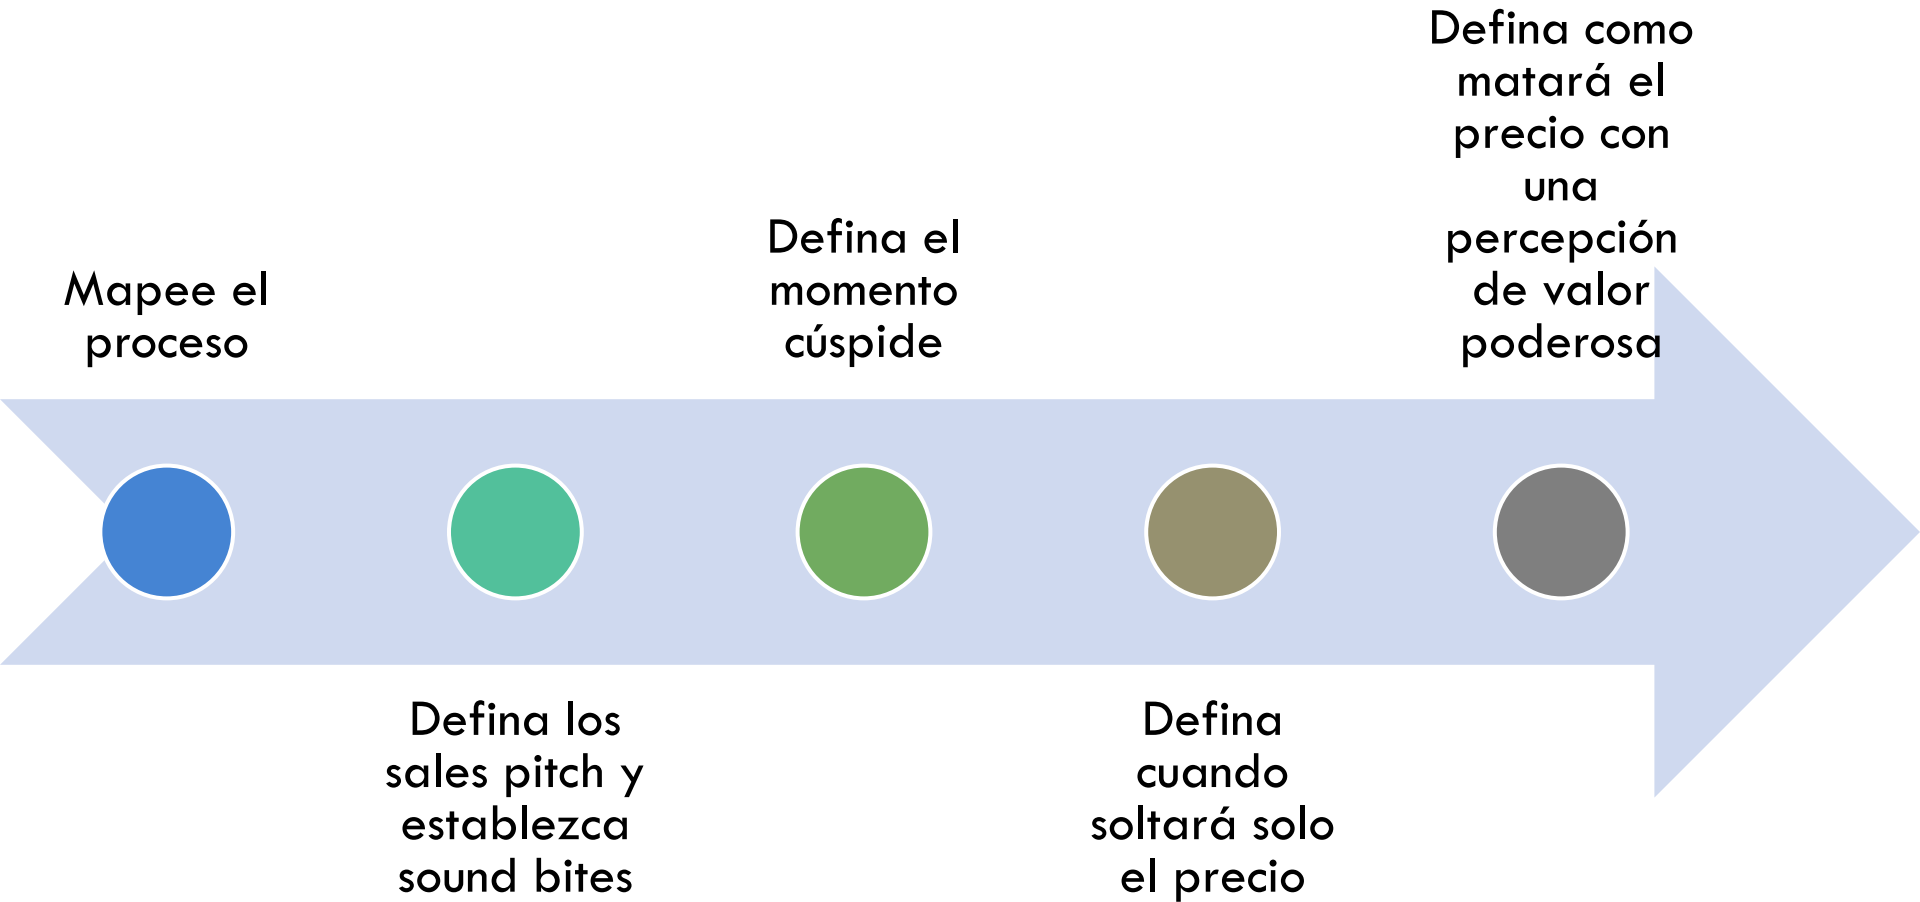 Mapee el
proceso
Defina los
sales pitch y
establezca
sound bites
Defina el
momento
cúspide
Defina
cuando
soltará solo
el precio
Defina como
matará el
precio con
una
percepción
de valor
poderosa